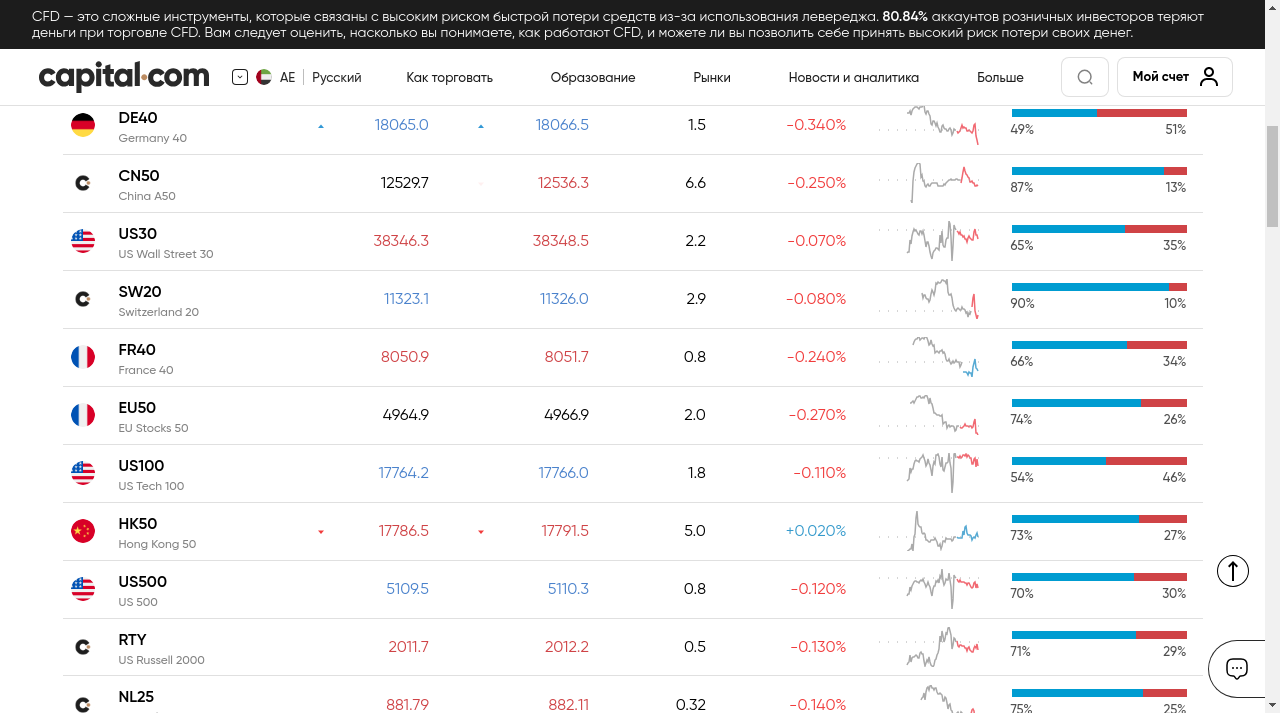 CFD — это сложные инструменты, которые связаны с высоким риском быстрой потери средств из-за использования левереджа. 80.84% аккаунтов розничных инвесторов теряют
деньги при торговле CFD. Вам следует оценить, насколько вы понимаете, как работают CFD, и можете ли вы позволить себе принять высокий риск потери своих денег.
capital.com AE Русский Как торговать Образование Рынки Новости и аналитика Больше Мой счет
DE40 18065.0 18066.5 1.5 -0.340%
Germany 40 49% 51%
CN50 12529.7 12536.3 6.6 -0.250%
China A50 87% 13%
US30 38346.3 38348.5 2.2 -0.070%
US Wall Street 30 65% 35%
SW20 11323.1 11326.0 2.9 -0.080%
Switzerland 20 90% 10%
FR40 8050.9 8051.7 0.8 -0.240%
France 40 66% 34%
EU50 4964.9 4966.9 2.0 -0.270%
EU Stocks 50 74% 26%
US100 17764.2 17766.0 1.8 -0.110%
US Tech 100 54% 46%
HK50 17786.5 17791.5 5.0 +0.020%
Hong Kong 50 73% 27%
US500 5109.5 5110.3 0.8 -0.120%
US 500 70% 30%
RTY 2011.7 2012.2 0.5 -0.130%
US Russell 2000 71% 29%
NL25 881.79 882.11 0.32 -0.140%
75% 25%